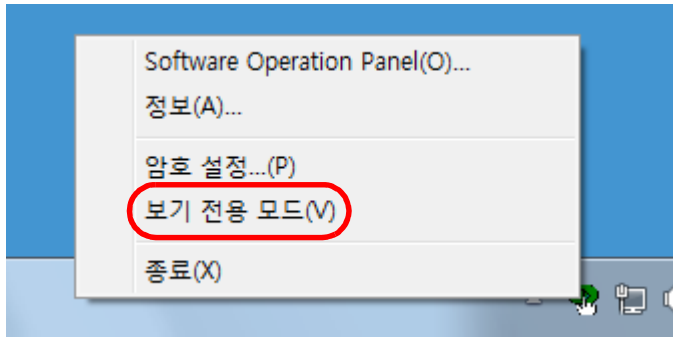 Software Operation Panel(O)...
정보(A)...
암호 설정...(P)
보기 전용 모드(V)
종료(X)